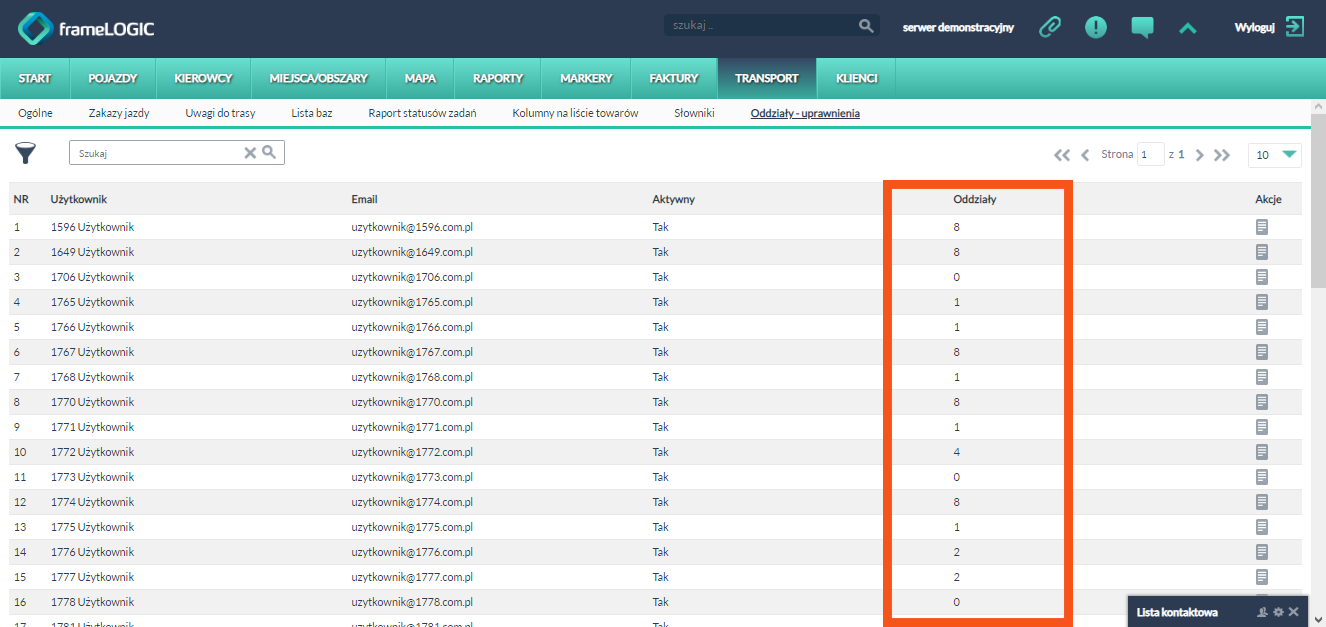 frameLOGIC szukaj .. serwer demonstracyjny Wyloguj
START POJAZDY KIEROWCY MIEJSCA/OBSZARY MAPA RAPORTY MARKERY FAKTURY TRANSPORT KLIENCI
Ogólne Zakazy jazdy Uwagi do trasy Lista baz Raport statusów zadań Kolumny na liście towarów Słowniki Oddziały - uprawnienia
Szukaj Strona 1 z 1 10
NR Użytkownik Email Aktywny Oddziały Akcje
1 1596 Użytkownik uzytkownik@1596.com.pl Tak 8
2 1649 Użytkownik uzytkownik@1649.com.pl Tak 8
3 1706 Użytkownik uzytkownik@1706.com.pl Tak 0
4 1765 Użytkownik uzytkownik@1765.com.pl Tak 1
5 1766 Użytkownik uzytkownik@1766.com.pl Tak 1
6 1767 Użytkownik uzytkownik@1767.com.pl Tak 8
7 1768 Użytkownik uzytkownik@1768.com.pl Tak 1
8 1770 Użytkownik uzytkownik@1770.com.pl Tak 8
9 1771 Użytkownik uzytkownik@1771.com.pl Tak 1
10 1772 Użytkownik uzytkownik@1772.com.pl Tak 4
11 1773 Użytkownik uzytkownik@1773.com.pl Tak 0
12 1774 Użytkownik uzytkownik@1774.com.pl Tak 8
13 1775 Użytkownik uzytkownik@1775.com.pl Tak 1
14 1776 Użytkownik uzytkownik@1776.com.pl Tak 2
15 1777 Użytkownik uzytkownik@1777.com.pl Tak 2
16 1778 Użytkownik uzytkownik@1778.com.pl Tak 0
17 1781 Użytkownik uzytkownik@1781.com.pl Tak
Lista kontaktowa